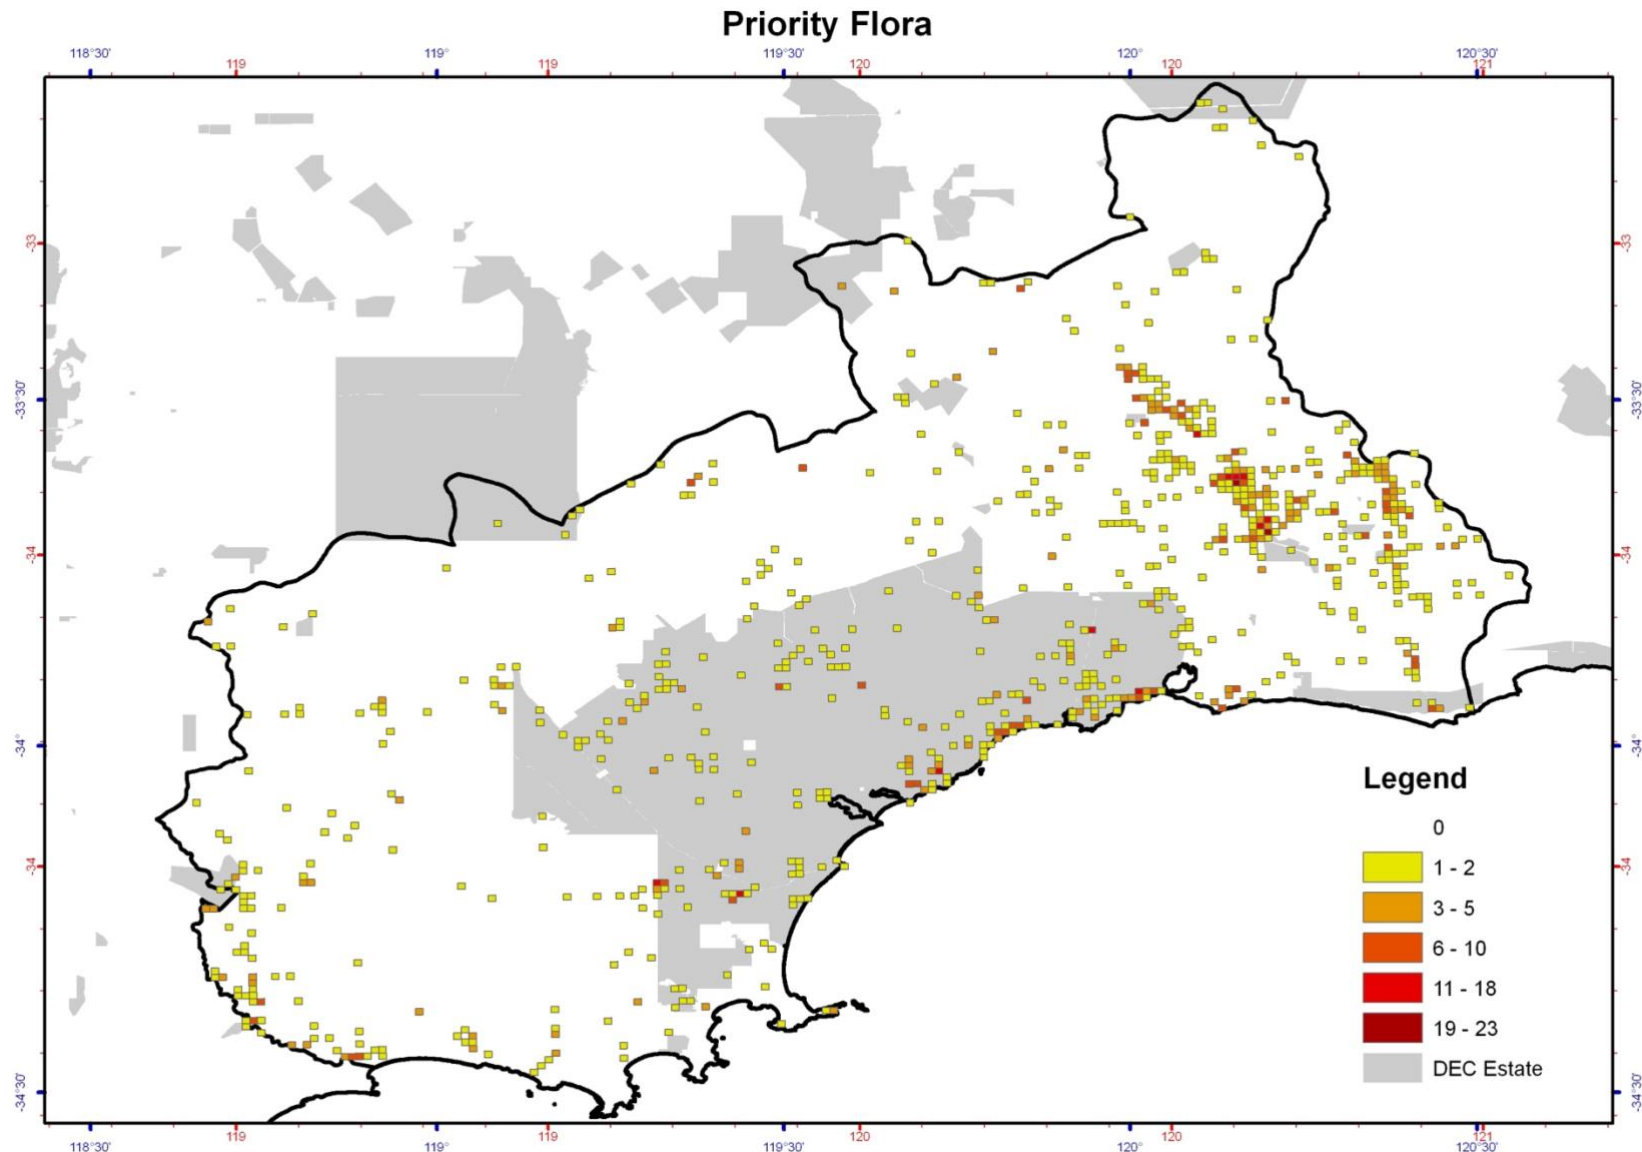 Priority Flora
118°30' 119° 119°30' 120° 120°30'
119 119 120 120 121
-33 -33
-33°30' -33°30'
-34 -34
-34° -34°
-34 -34
-34°30' -34°30'
Legend
0
1 - 2
3 - 5
6 - 10
11 - 18
19 - 23
DEC Estate
119 119 120 120 121
118°30' 119° 119°30' 120° 120°30'